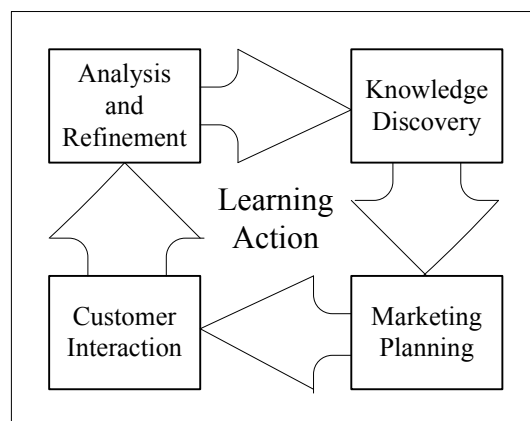 Analysis
and
Refinement
Knowledge
Discovery
Learning
Action
Customer
Interaction
Marketing
Planning